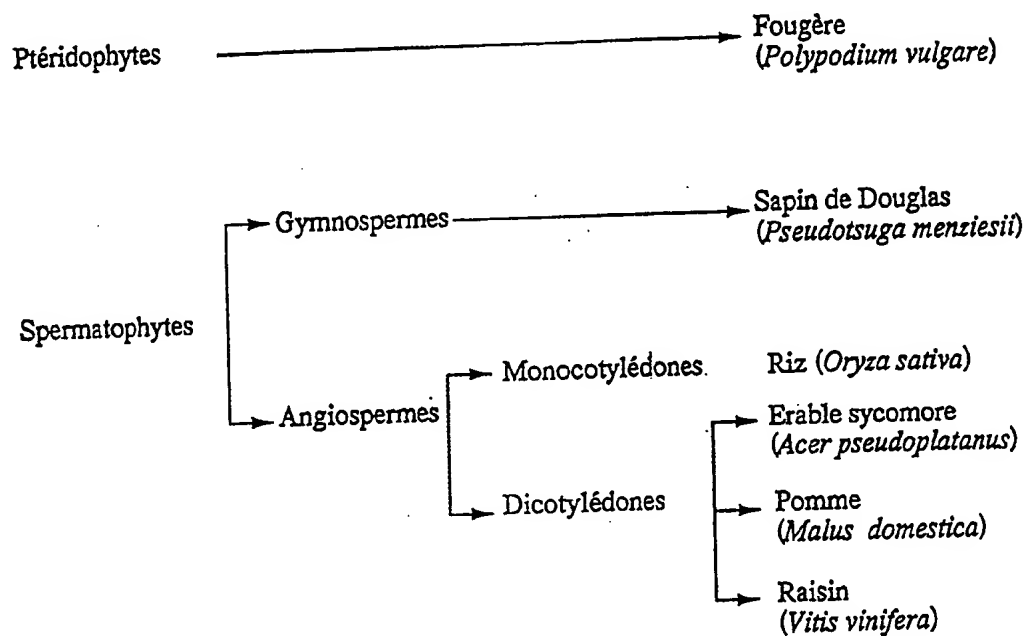 Ptéridophytes
Fougère
(Polypodium vulgare)
Gymnospermes
Sapin de Douglas
(Pseudotsuga menziesii)
Spermatophytes
Monocotylédones.
Riz (Oryza sativa)
Angiospermes
Erable sycomore
(Acer pseudoplatanus)
Dicotylédones
Pomme
(Malus domestica)
Raisin
(Vitis vinifera)